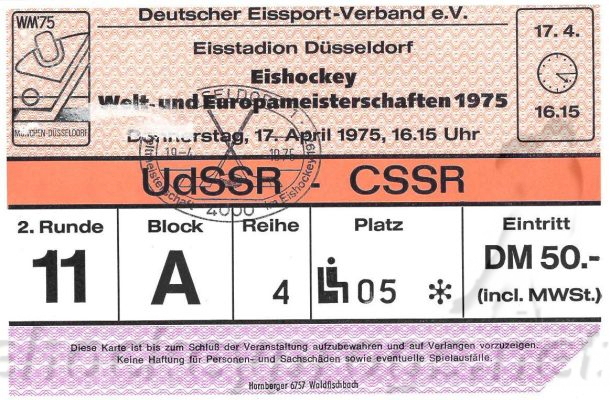 WM'75
MÜNCHEN-DÜSSELDORF
Deutscher Eissport-Verband e.V.
Eisstadion Düsseldorf
Eishockey
Welt- und Europameisterschaften 1975
Donnerstag, 17. April 1975, 16.15 Uhr
17. 4.
16.15
4000
UdSSR - CSSR
2. Runde
11
Block
A
Reihe
4
Platz
05 *
Eintritt
DM 50.-
(incl. MWSt.)
Diese Karte ist bis zum Schluß der Veranstaltung aufzubewahren und auf Verlangen vorzuzeigen.
Keine Haftung für Personen- und Sachschäden sowie eventuelle Spielausfälle.
Hornberger 6757 Waldfischbach